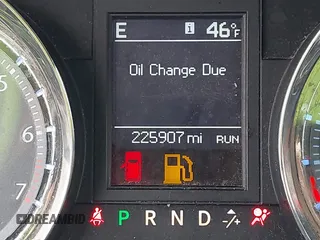 E i 46°F
Oil Change Due
225907 mi RUN
5
6
7
P R N D -/+
DREAMBID